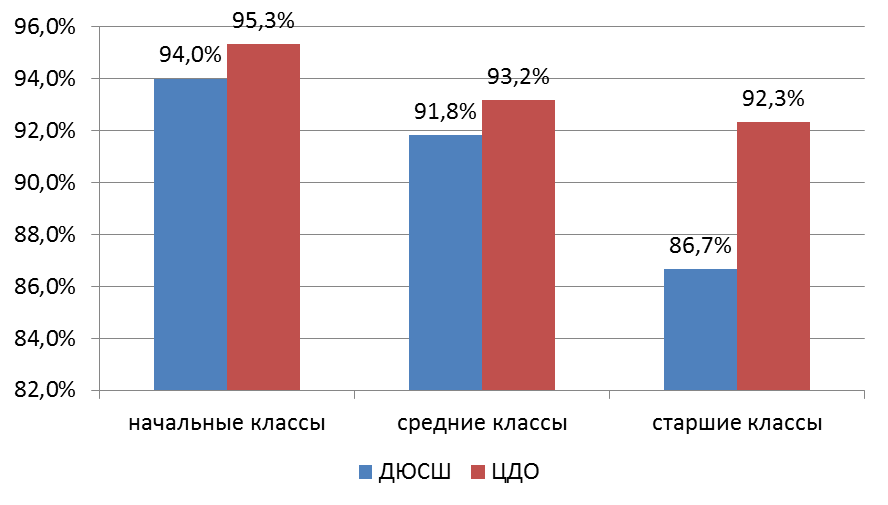 96,0%
94,0%
92,0%
90,0%
88,0%
86,0%
84,0%
82,0%
94,0%
95,3%
91,8%
93,2%
86,7%
92,3%
начальные классы
средние классы
старшие классы
ДЮСШ
ЦДО